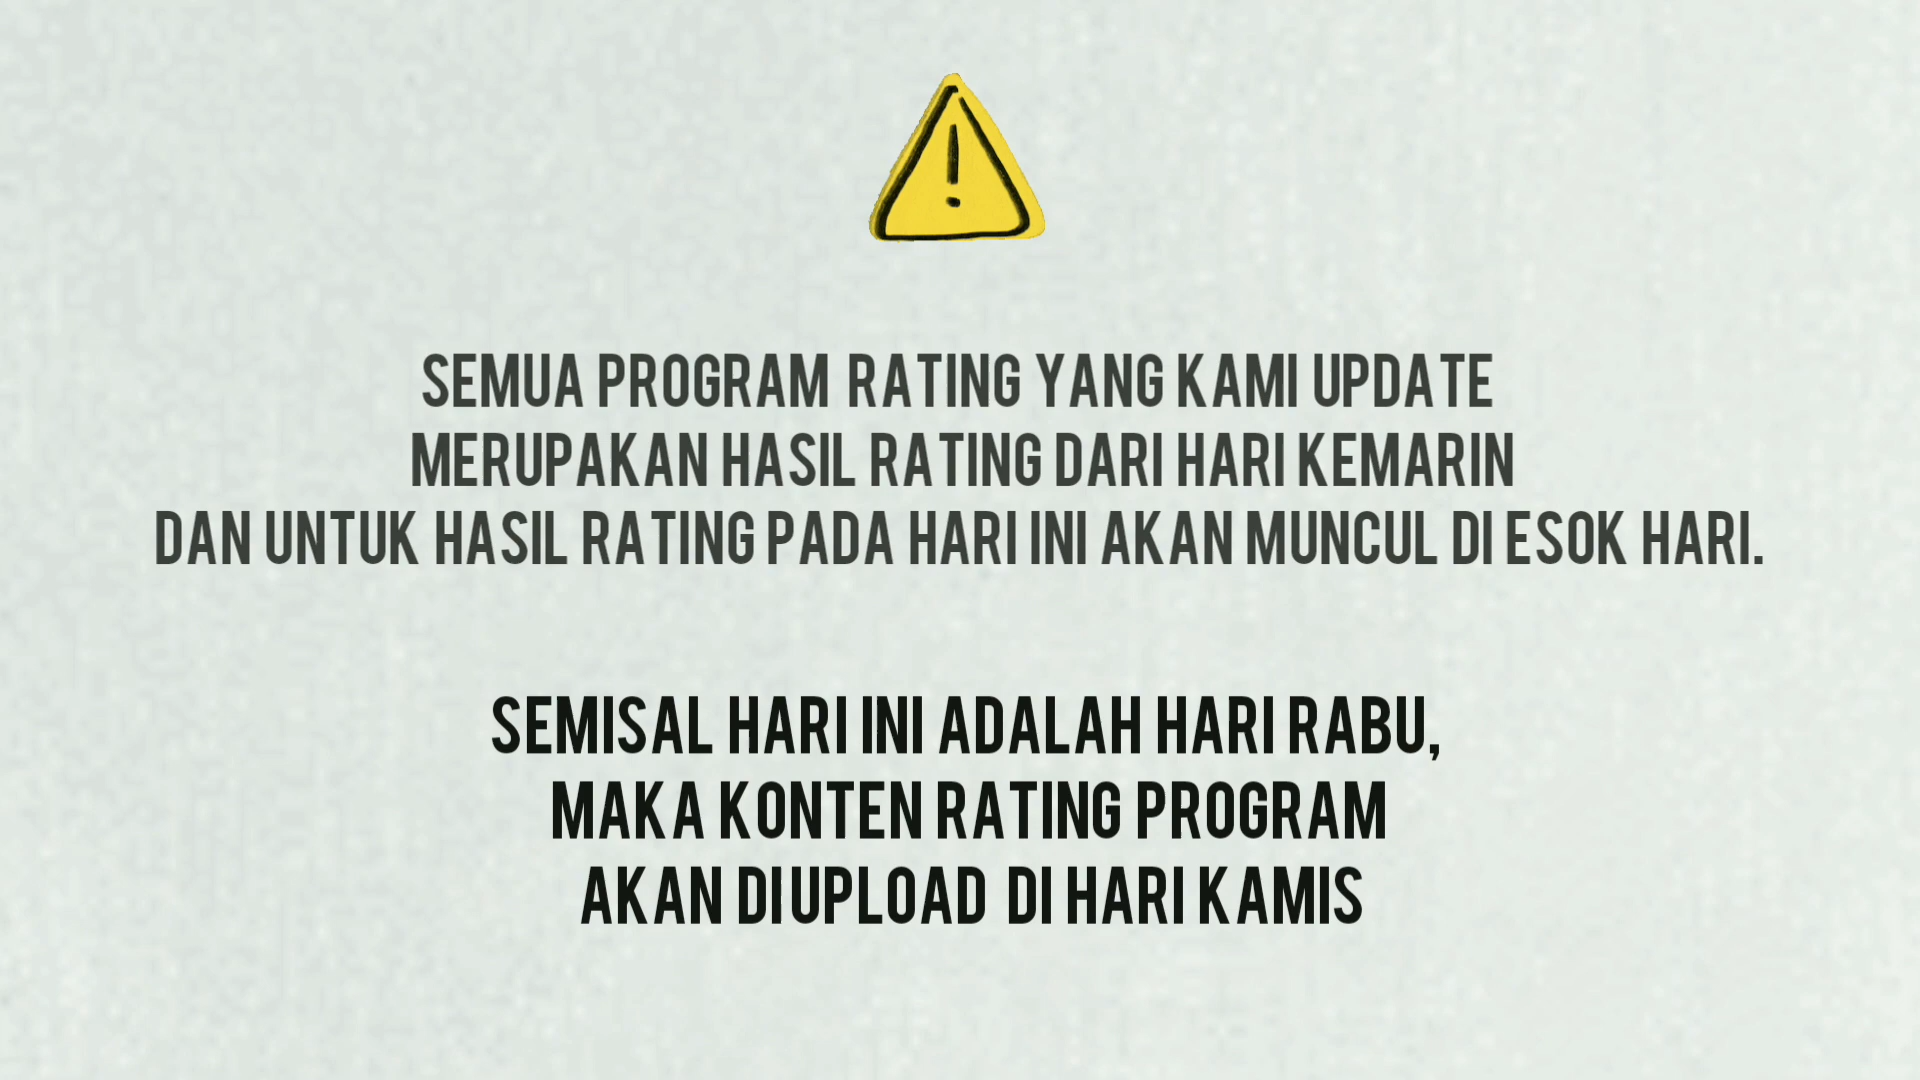 SEMUA PROGRAM RATING YANG KAMI UPDATE
MERUPAKAN HASIL RATING DARI HARI KEMARIN
DAN UNTUK HASIL RATING PADA HARI INI AKAN MUNCUL DI ESOK HARI.
SEMISAL HARI INI ADALAH HARI RABU,
MAKA KONTEN RATING PROGRAM
AKAN DIUPLOAD DI HARI KAMIS